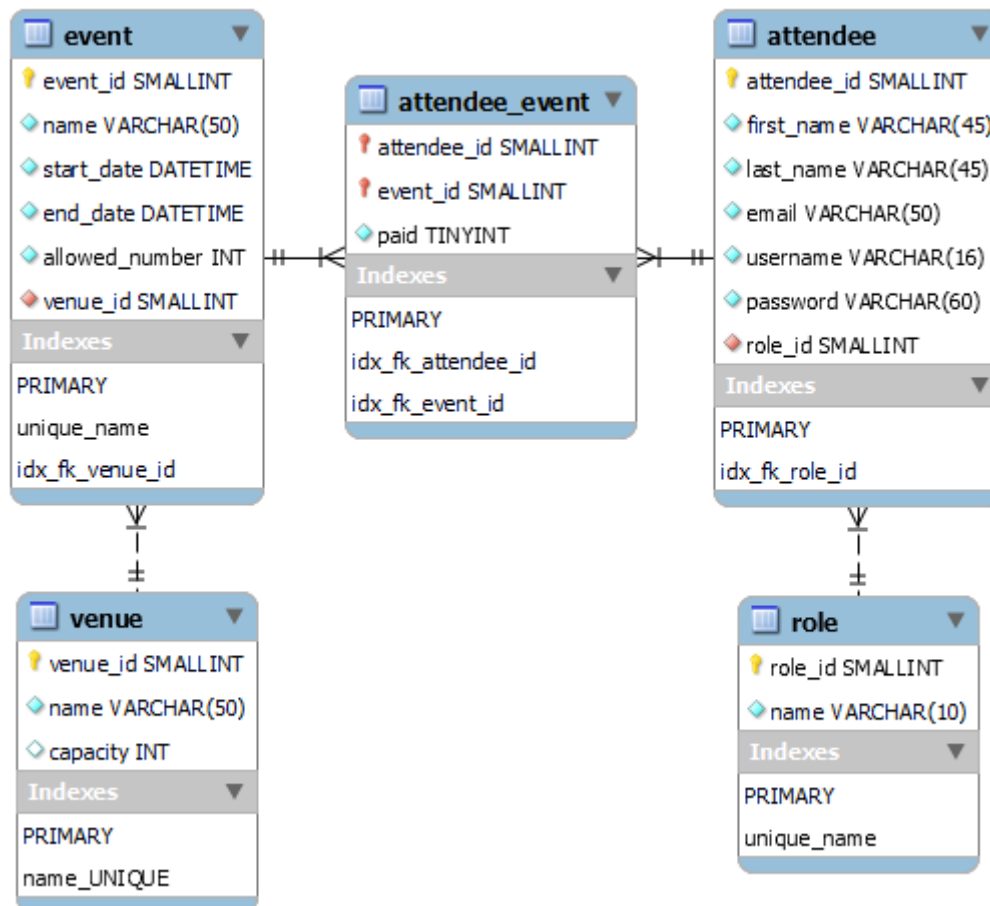 event
event_id SMALLINT
name VARCHAR(50)
start_date DATETIME
end_date DATETIME
allowed_number INT
venue_id SMALLINT
Indexes
PRIMARY
unique_name
idx_fk_venue_id
attendee_event
attendee_id SMALLINT
event_id SMALLINT
paid TINYINT
Indexes
PRIMARY
idx_fk_attendee_id
idx_fk_event_id
attendee
attendee_id SMALLINT
first_name VARCHAR(45)
last_name VARCHAR(45)
email VARCHAR(50)
username VARCHAR(16)
password VARCHAR(60)
role_id SMALLINT
Indexes
PRIMARY
idx_fk_role_id
venue
venue_id SMALLINT
name VARCHAR(50)
capacity INT
Indexes
PRIMARY
name_UNIQUE
role
role_id SMALLINT
name VARCHAR(10)
Indexes
PRIMARY
unique_name